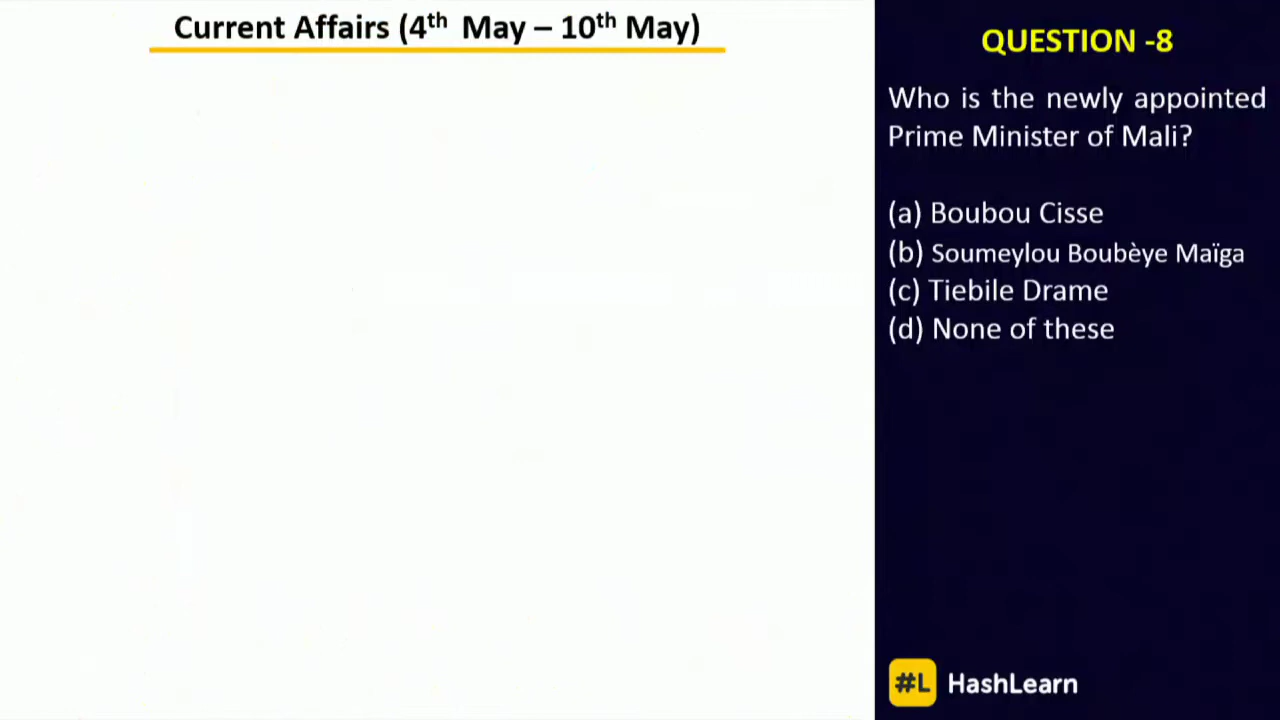 Current Affairs (4th May – 10th May)
QUESTION -8
Who is the newly appointed
Prime Minister of Mali?
(a) Boubou Cisse
(b) Soumeylou Boubèye Maïga
(c) Tiebile Drame
(d) None of these
#L HashLearn